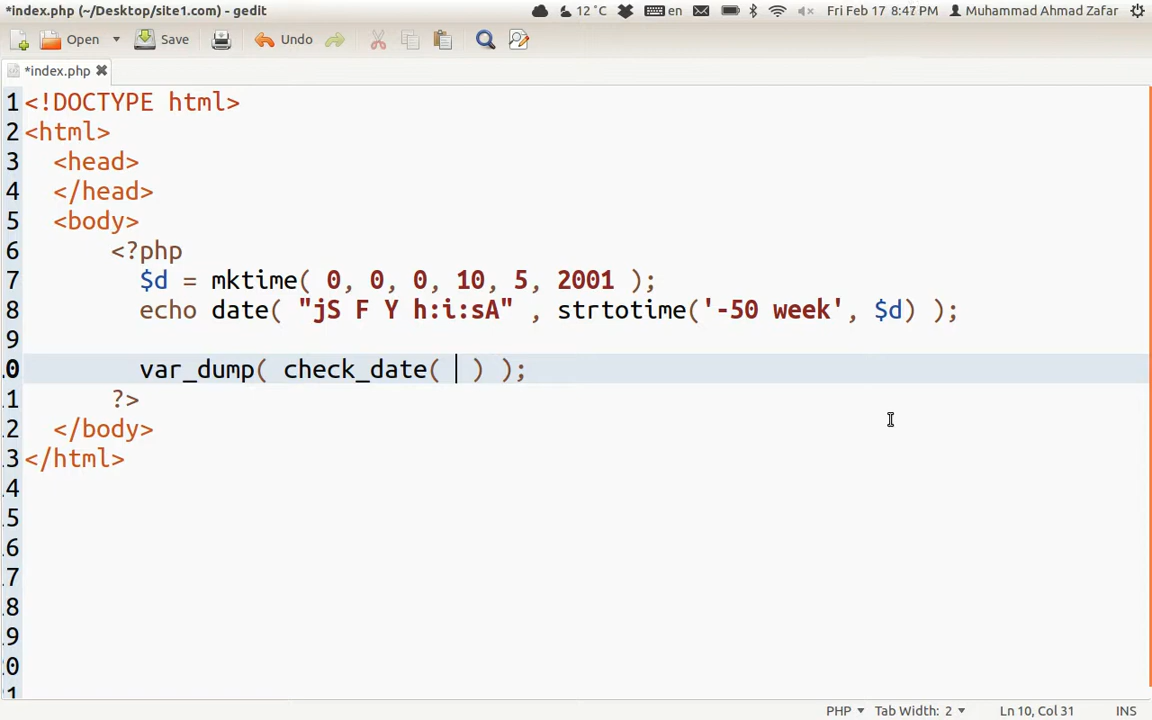 *index.php (~/Desktop/site1.com) - gedit
12 °C en Fri Feb 17 8:47 PM Muhammad Ahmad Zafar
Open Save Undo
*index.php
1 <!DOCTYPE html>
2 <html>
3 <head>
4 </head>
5 <body>
6 <?php
7 $d = mktime( 0, 0, 0, 10, 5, 2001 );
8 echo date( "jS F Y h:i:sA" , strtotime('-50 week', $d) );
9
0 var_dump( check_date( ) );
1 ?>
2 </body>
3 </html>
4
5
6
7
8
9
0
1
PHP Tab Width: 2 Ln 10, Col 31 INS